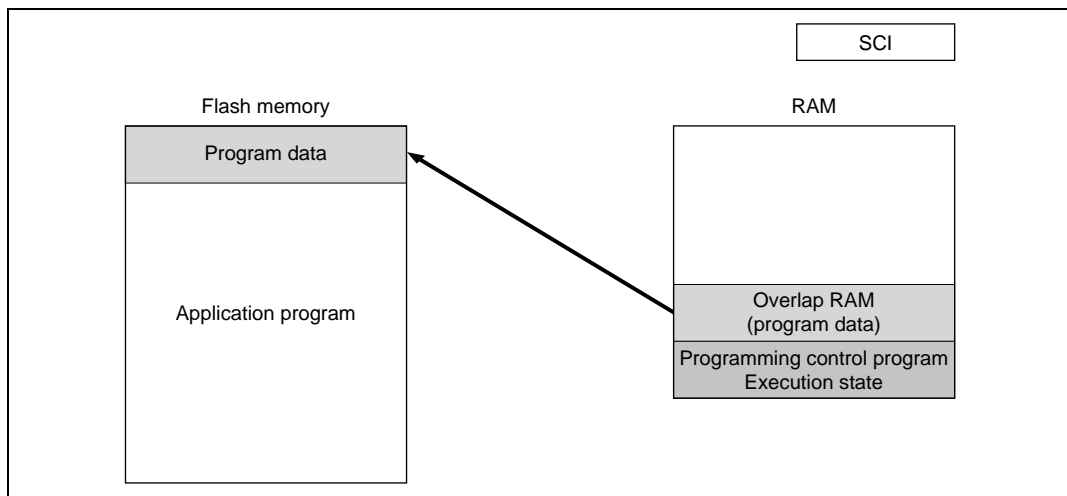 SCI
Flash memory
RAM
Program data
Application program
Overlap RAM
(program data)
Programming control program
Execution state